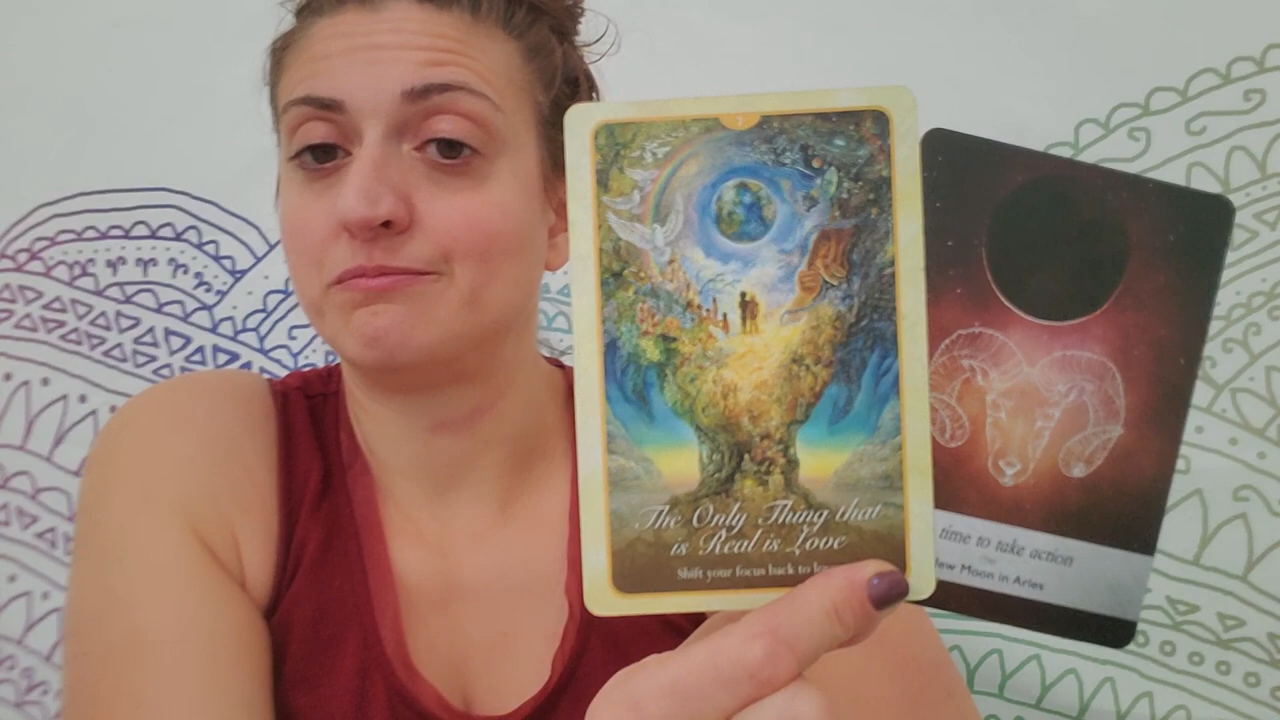 The Only Thing that
is Real is Love
Shift your focus back to
time to take action
New Moon in Aries